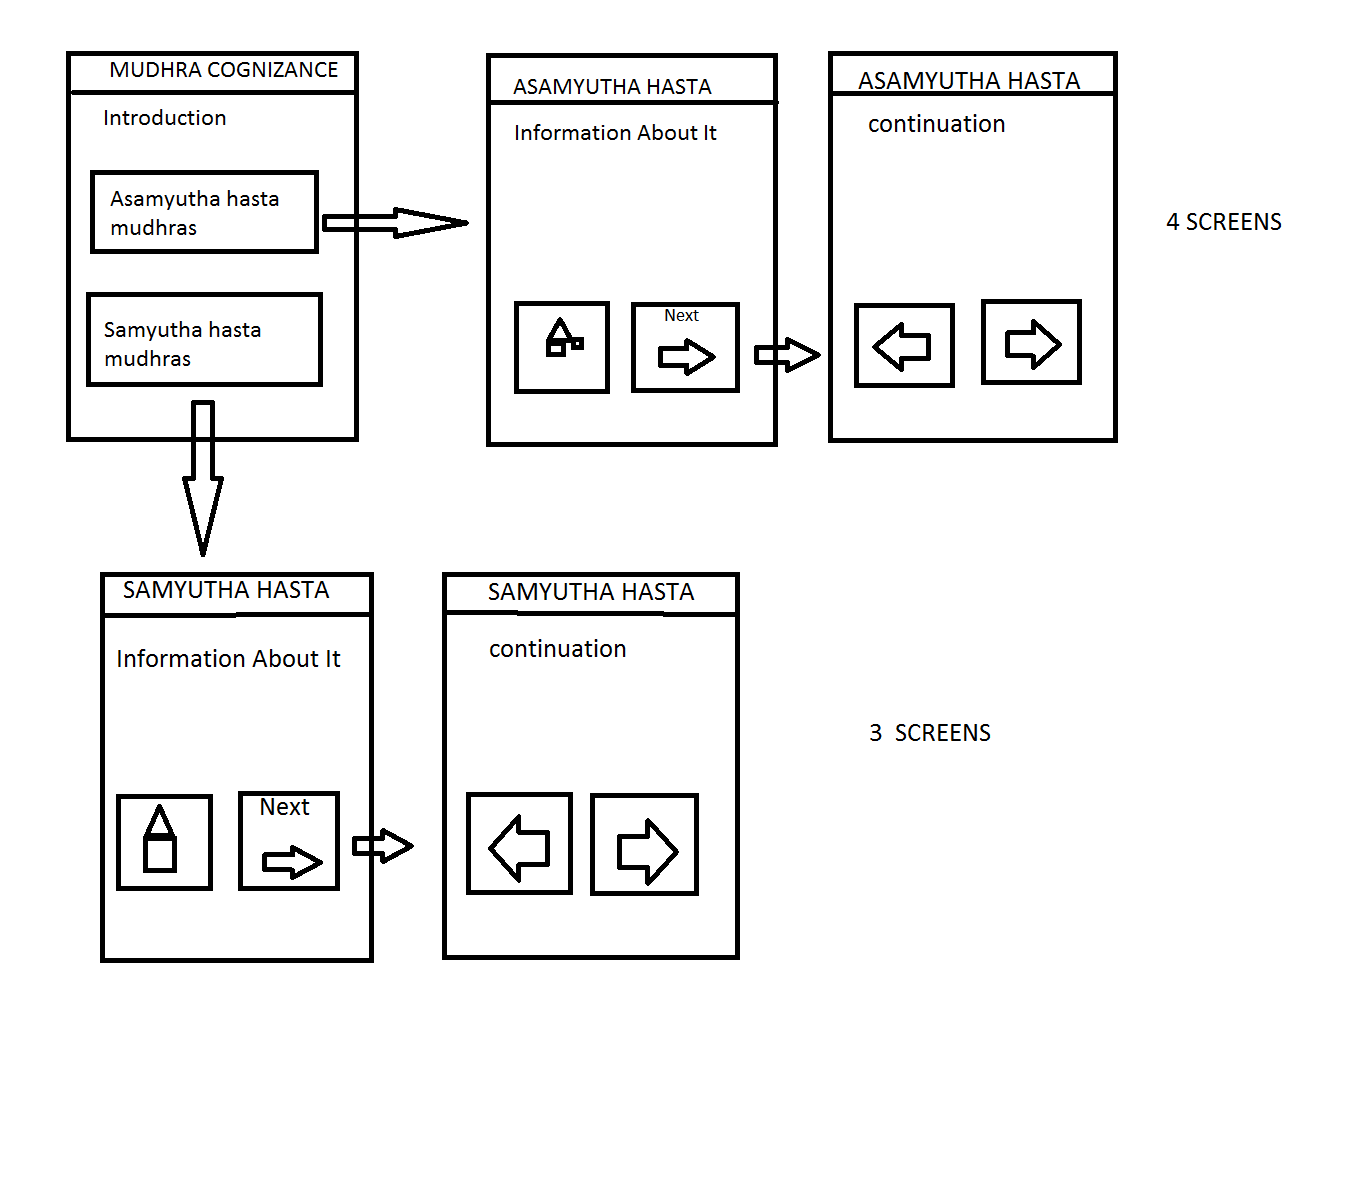 MUDHRA COGNIZANCE
Introduction
Asamyutha hasta
mudhras
Samyutha hasta
mudhras
ASAMYUTHA HASTA
Information About It
Next
ASAMYUTHA HASTA
continuation
4 SCREENS
SAMYUTHA HASTA
Information About It
Next
SAMYUTHA HASTA
continuation
3 SCREENS